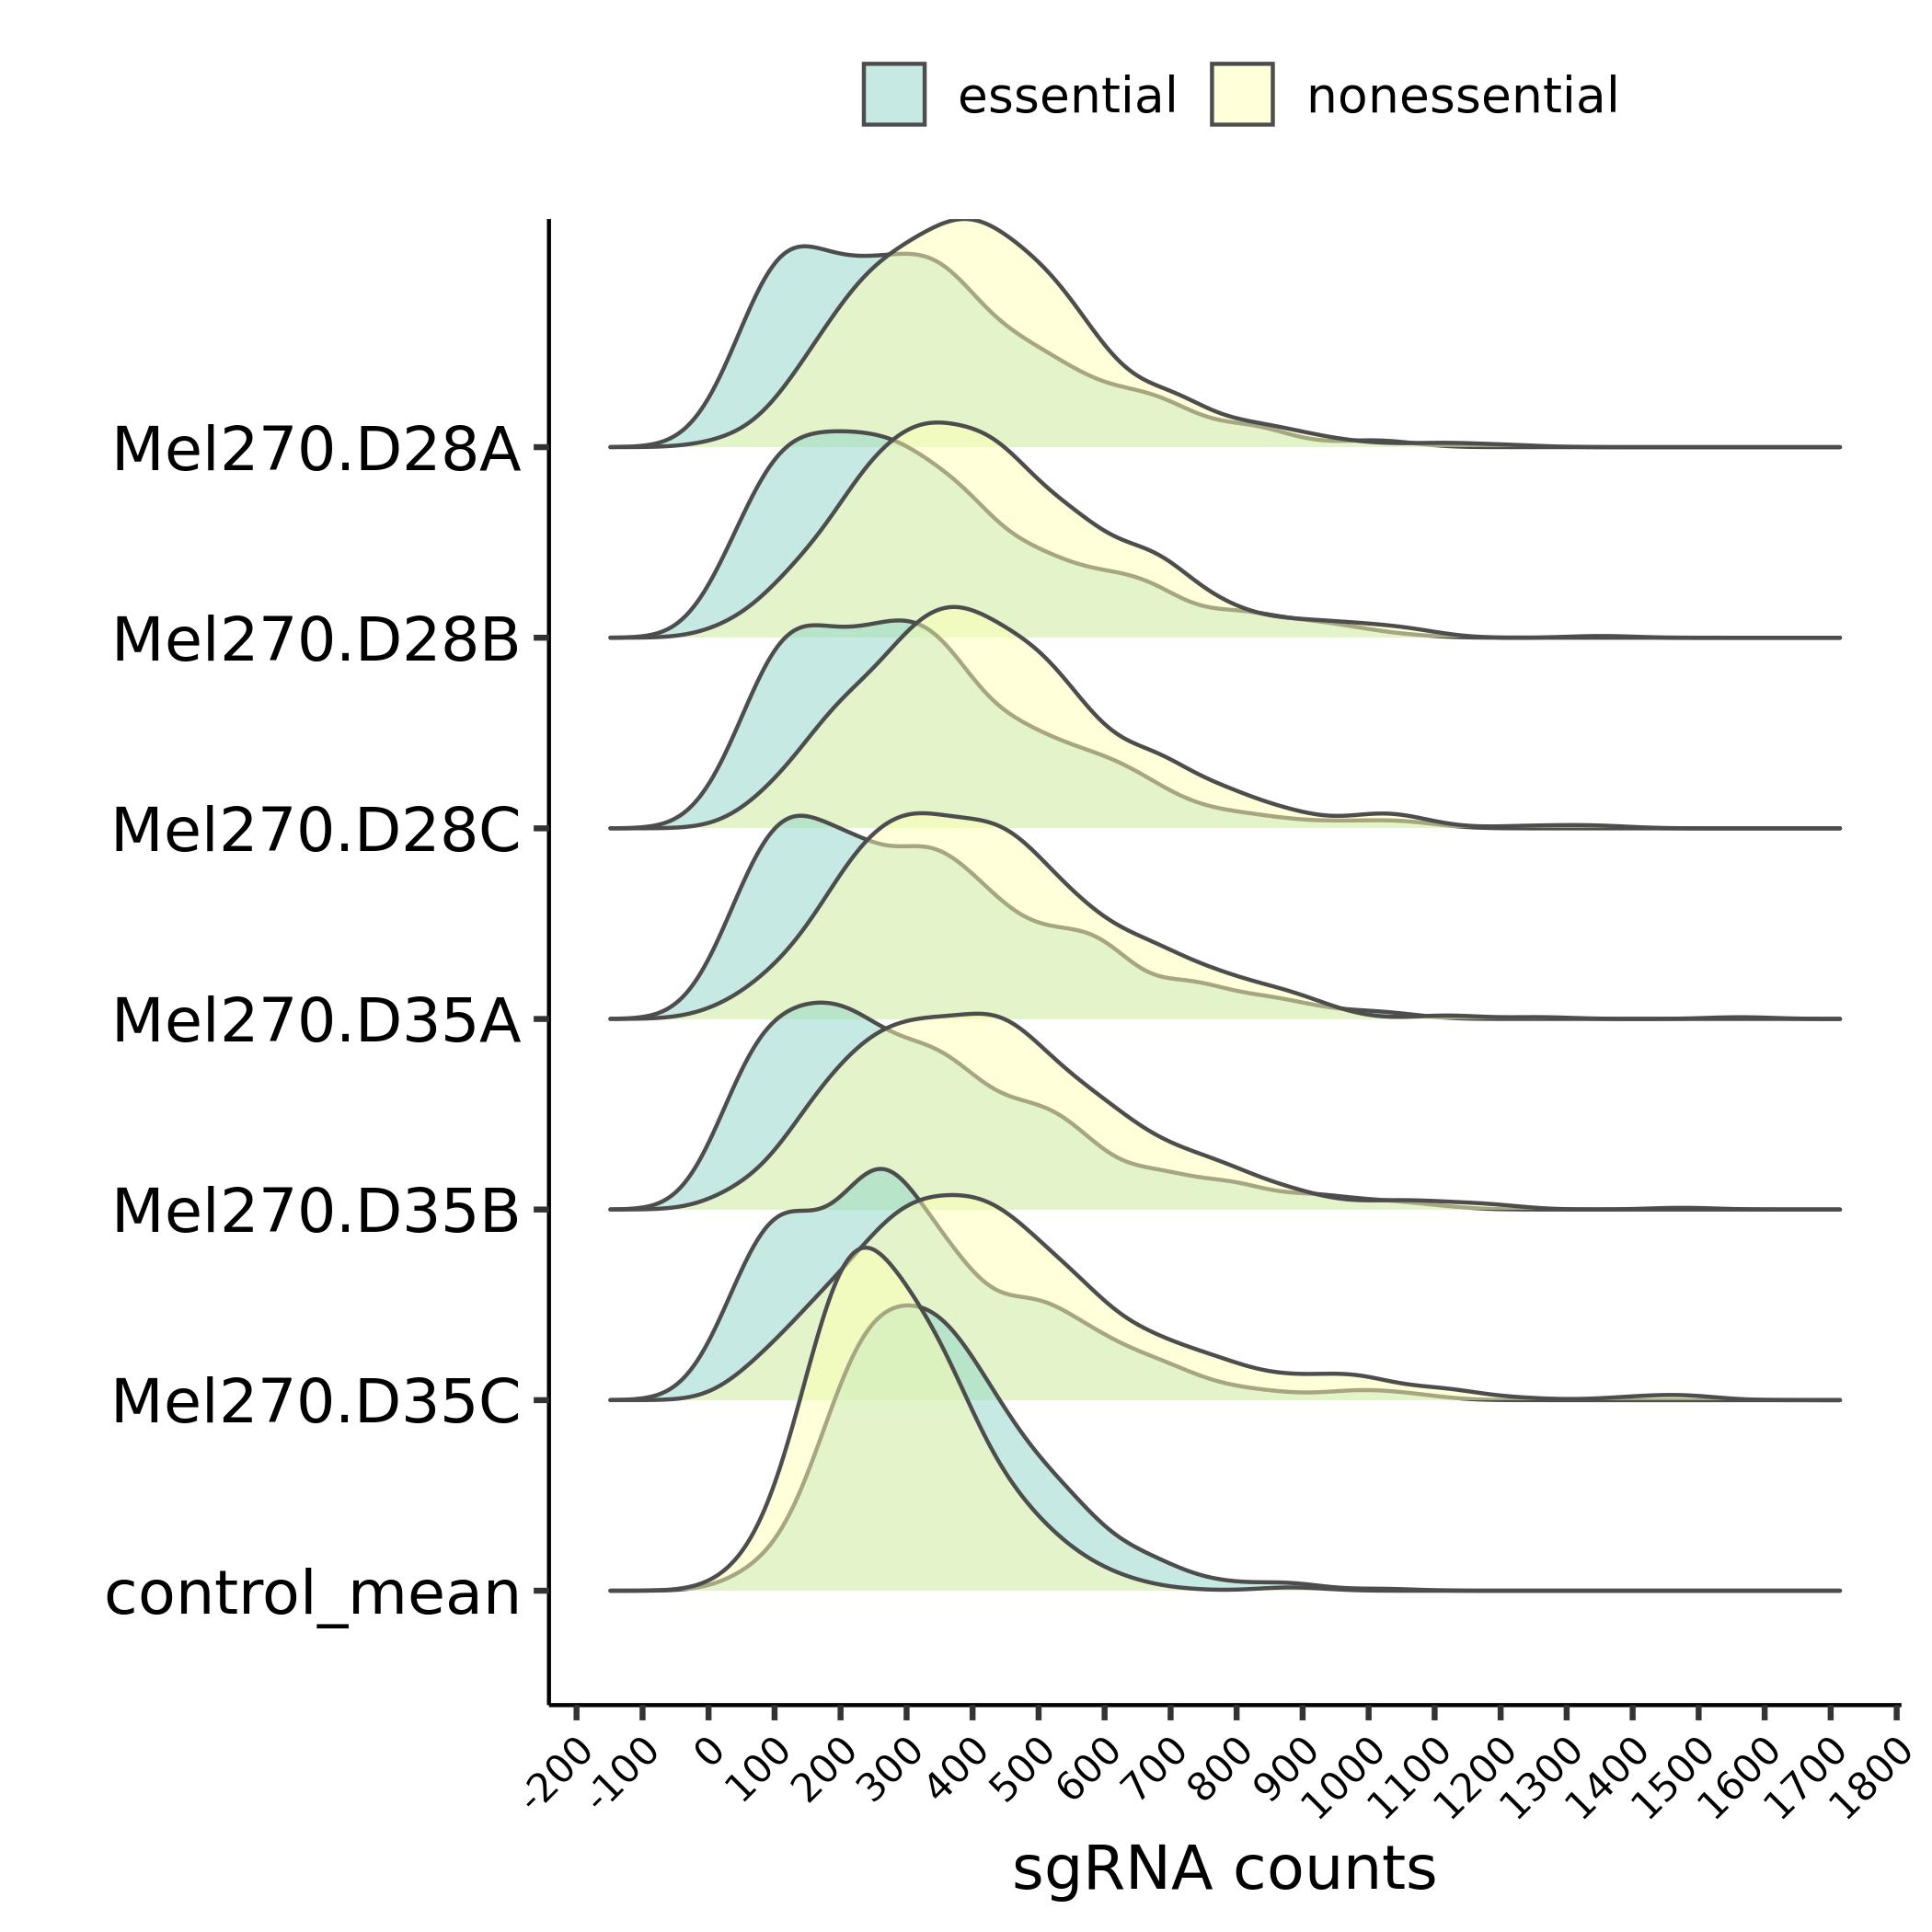 essential nonessential
Mel270.D28A
Mel270.D28B
Mel270.D28C
Mel270.D35A
Mel270.D35B
Mel270.D35C
control_mean
-200 -100 0 100 200 300 400 500 600 700 800 900 1000 1100 1200 1300 1400 1500 1600 1700 1800
sgRNA counts